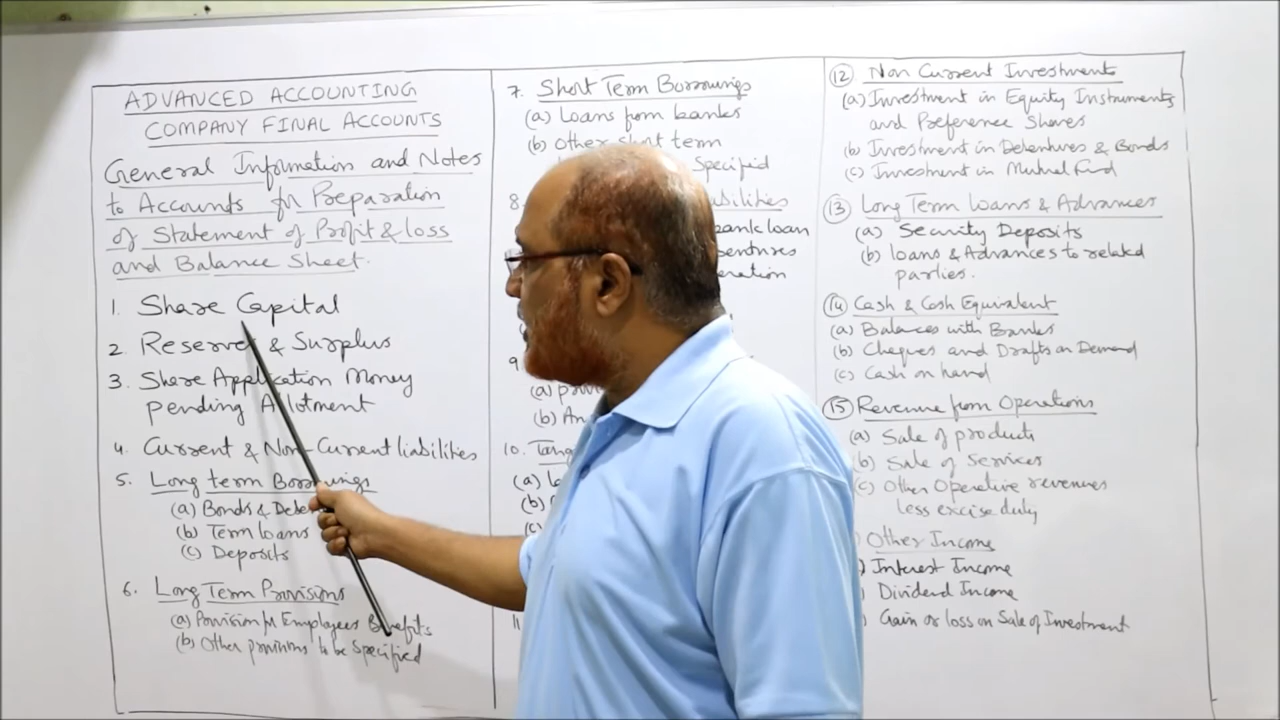 ADVANCED ACCOUNTING
COMPANY FINAL ACCOUNTS
General Information and Notes
to Accounts for Preparation
of Statement of Profit & loss
and Balance Sheet.
1. Share Capital
2. Reserve & Surplus
3. Share Application Money
pending Allotment
4. Current & Non-Current liabilities
5. Long term Borrowings
(a) Bonds &
(b) Term loans
(c) Deposits
6. Long Term Provisions
(a) Provision for Employees Benefits
(b) Other provisions to be Specified
7. Short Term Borrowings
(a) Loans from banks
(b) Other short term
Specified
8.
bank loan
9.
(a)
(b)
10.
(a)
(b)
(c)
11
12 Non Current Investments
(a) Investment in Equity Instruments
and Preference Shares
(b) Investment in Debentures & Bonds
(c) Investment in Mutual Fund
13 Long Term loans & Advances
(a) Security Deposits
(b) loans & Advances to related
parties.
14 Cash & Cash Equivalent
(a) Balances with Banks
(b) Cheques and Drafts on Demand
(c) Cash on hand
15 Revenue from Operations
(a) Sale of products
(b) Sale of Services
(c) Other Operative revenues
less excise duty
Other Income
Interest Income
Dividend Income
Gain or loss on Sale of Investment